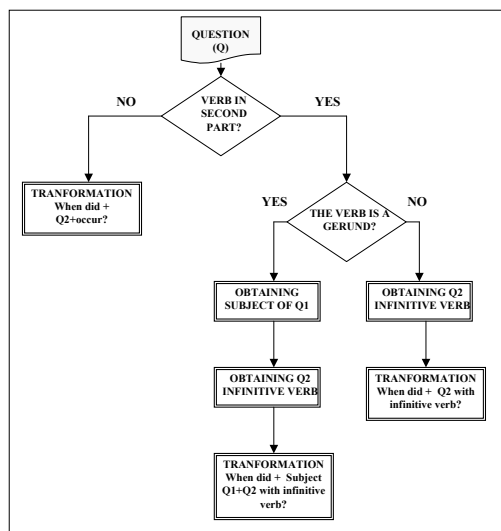 QUESTION
(Q)
NO
VERB IN
SECOND
PART?
YES
TRANFORMATION
When did +
Q2+occur?
YES
THE VERB IS A
GERUND?
NO
OBTAINING
SUBJECT OF Q1
OBTAINING Q2
INFINITIVE VERB
OBTAINING Q2
INFINITIVE VERB
TRANFORMATION
When did + Q2 with
infinitive verb?
TRANFORMATION
When did + Subject
Q1+Q2 with infinitive
verb?